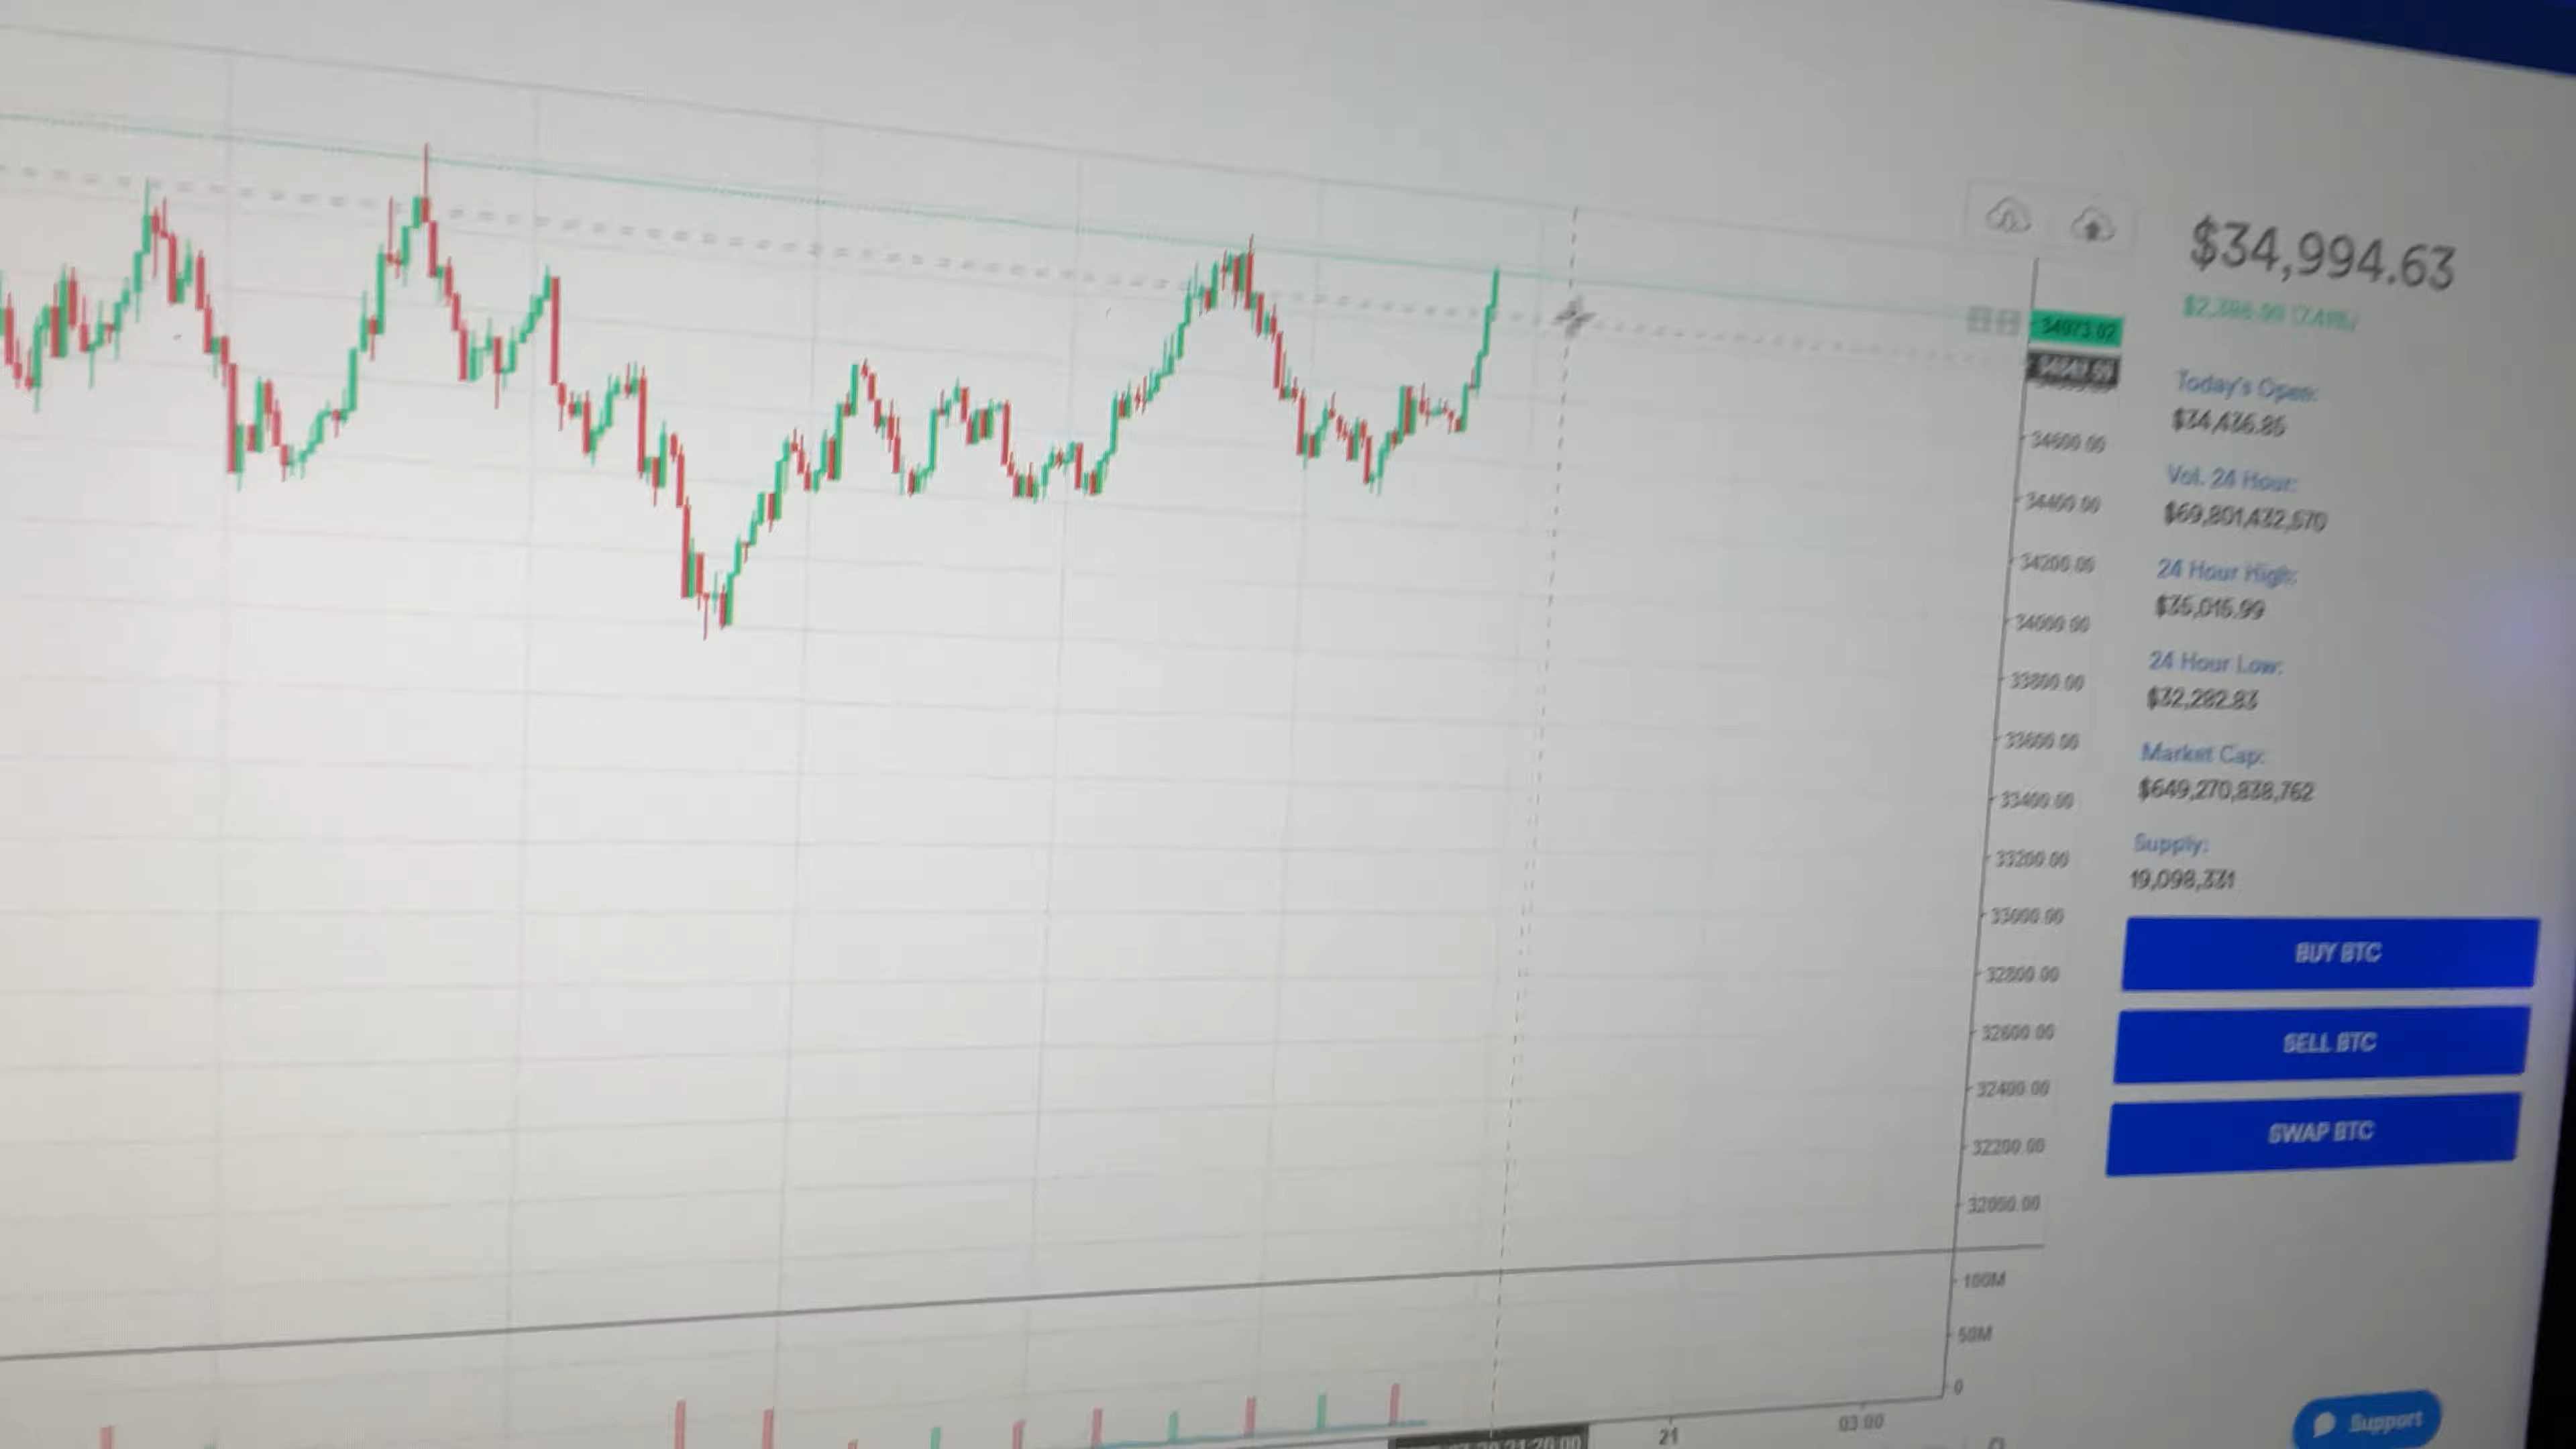 $34,994.63
Today's Open:
$34,436.85
Vol. 24 Hour:
$69,801,432,570
24 Hour High:
$35,015.99
24 Hour Low:
$32,282.83
Market Cap:
$649,270,838,762
Supply:
19,098,331
BUY BTC
SELL BTC
SWAP BTC
Support
34973.02
34600.00
34400.00
34200.00
34000.00
33800.00
33600.00
33400.00
33200.00
33000.00
32800.00
32600.00
32400.00
32200.00
32000.00
100M
50M
0
21
03:00